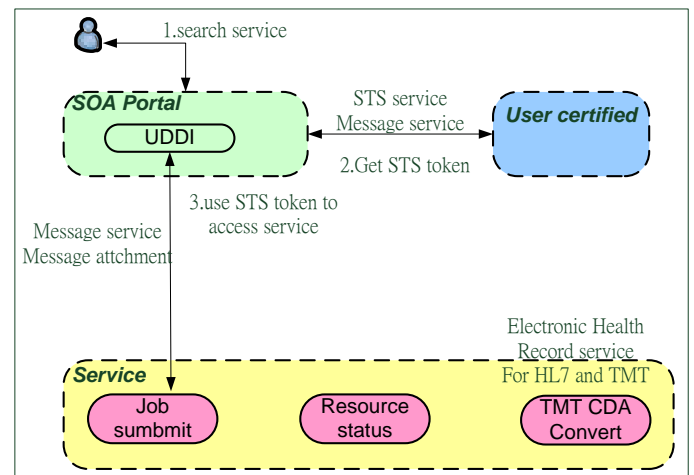 1.search service
SOA Portal
UDDI
STS service
Message service
User certified
2.Get STS token
3.use STS token to
access service
Message service
Message attchment
Electronic Health
Record service
For HL7 and TMT
Service
Job
sumbmit
Resource
status
TMT CDA
Convert